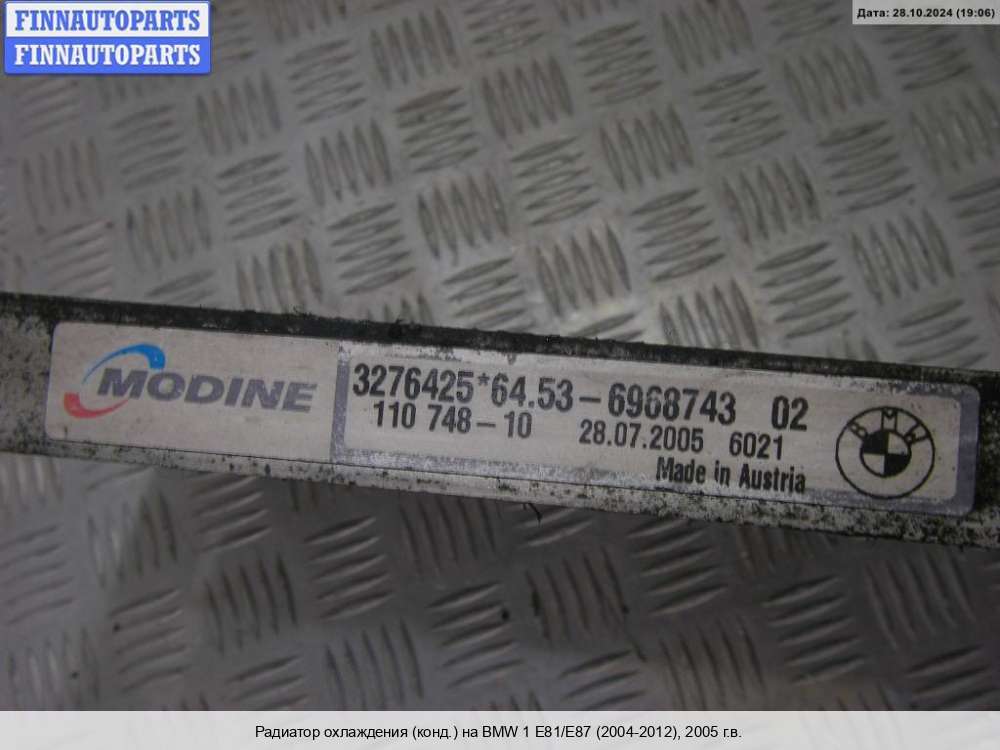 FINNAUTOPARTS
FINNAUTOPARTS
Дата: 28.10.2024 (19:06)
MODINE
3276425*64.53-6968743 02
110 748-10 28.07.2005 6021
Made in Austria
BMW
Радиатор охлаждения (конд.) на BMW 1 E81/E87 (2004-2012), 2005 г.в.